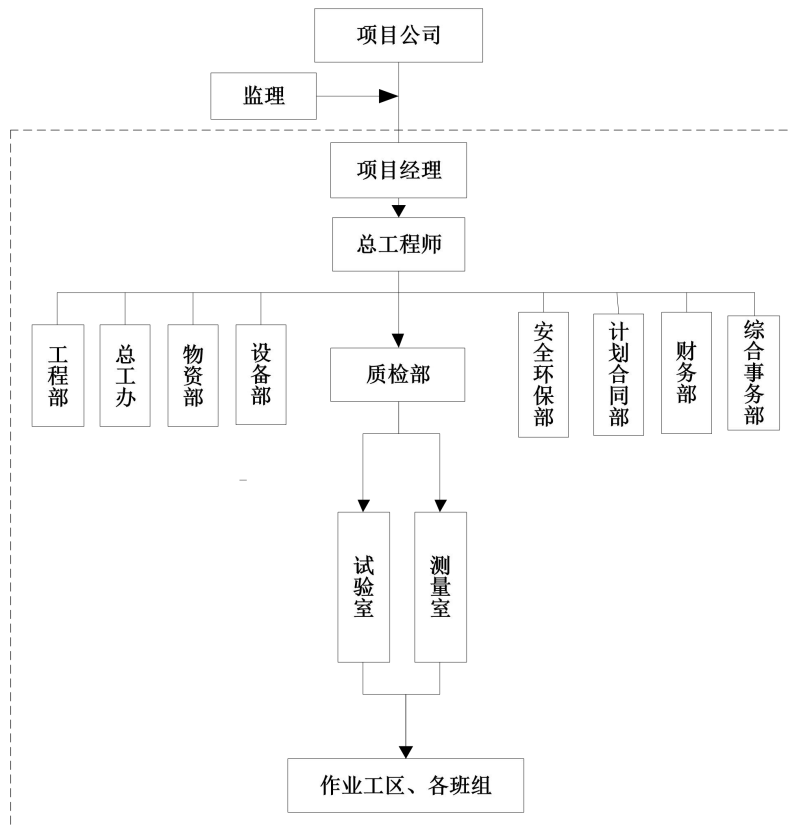 项目公司
监理
项目经理
总工程师
工程部
总工办
物资部
设备部
质检部
安全环保部
计划合同部
财务部
综合事务部
试验室
测量室
作业工区、各班组